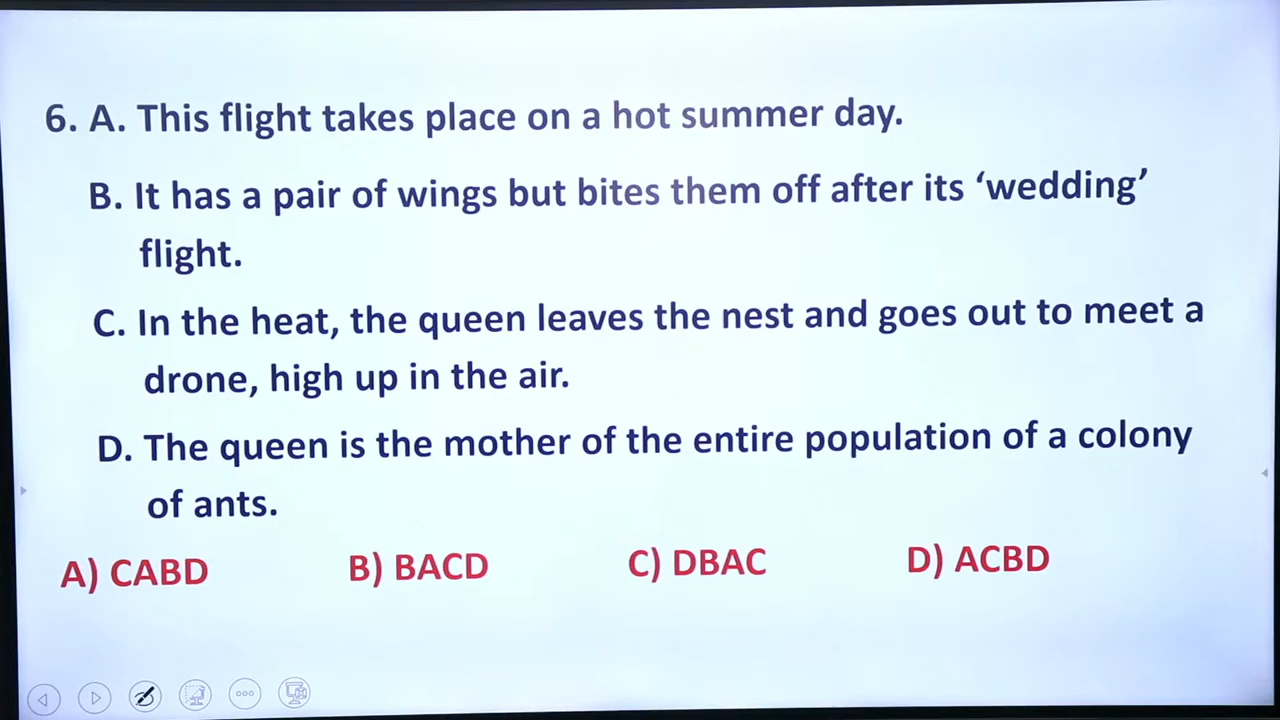 6. A. This flight takes place on a hot summer day.
B. It has a pair of wings but bites them off after its ‘wedding’
flight.
C. In the heat, the queen leaves the nest and goes out to meet a
drone, high up in the air.
D. The queen is the mother of the entire population of a colony
of ants.
A) CABD B) BACD C) DBAC D) ACBD